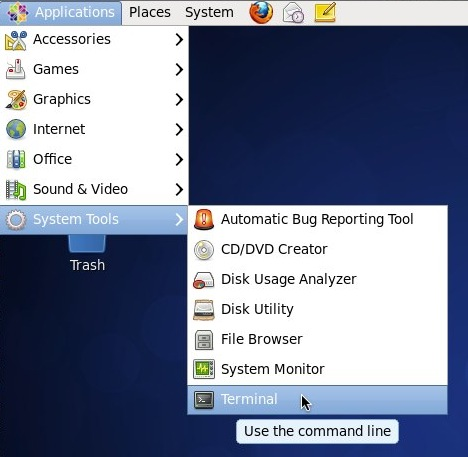 Applications Places System
Accessories
Games
Graphics
Internet
Office
Sound & Video
System Tools
Trash
Automatic Bug Reporting Tool
CD/DVD Creator
Disk Usage Analyzer
Disk Utility
File Browser
System Monitor
Terminal
Use the command line